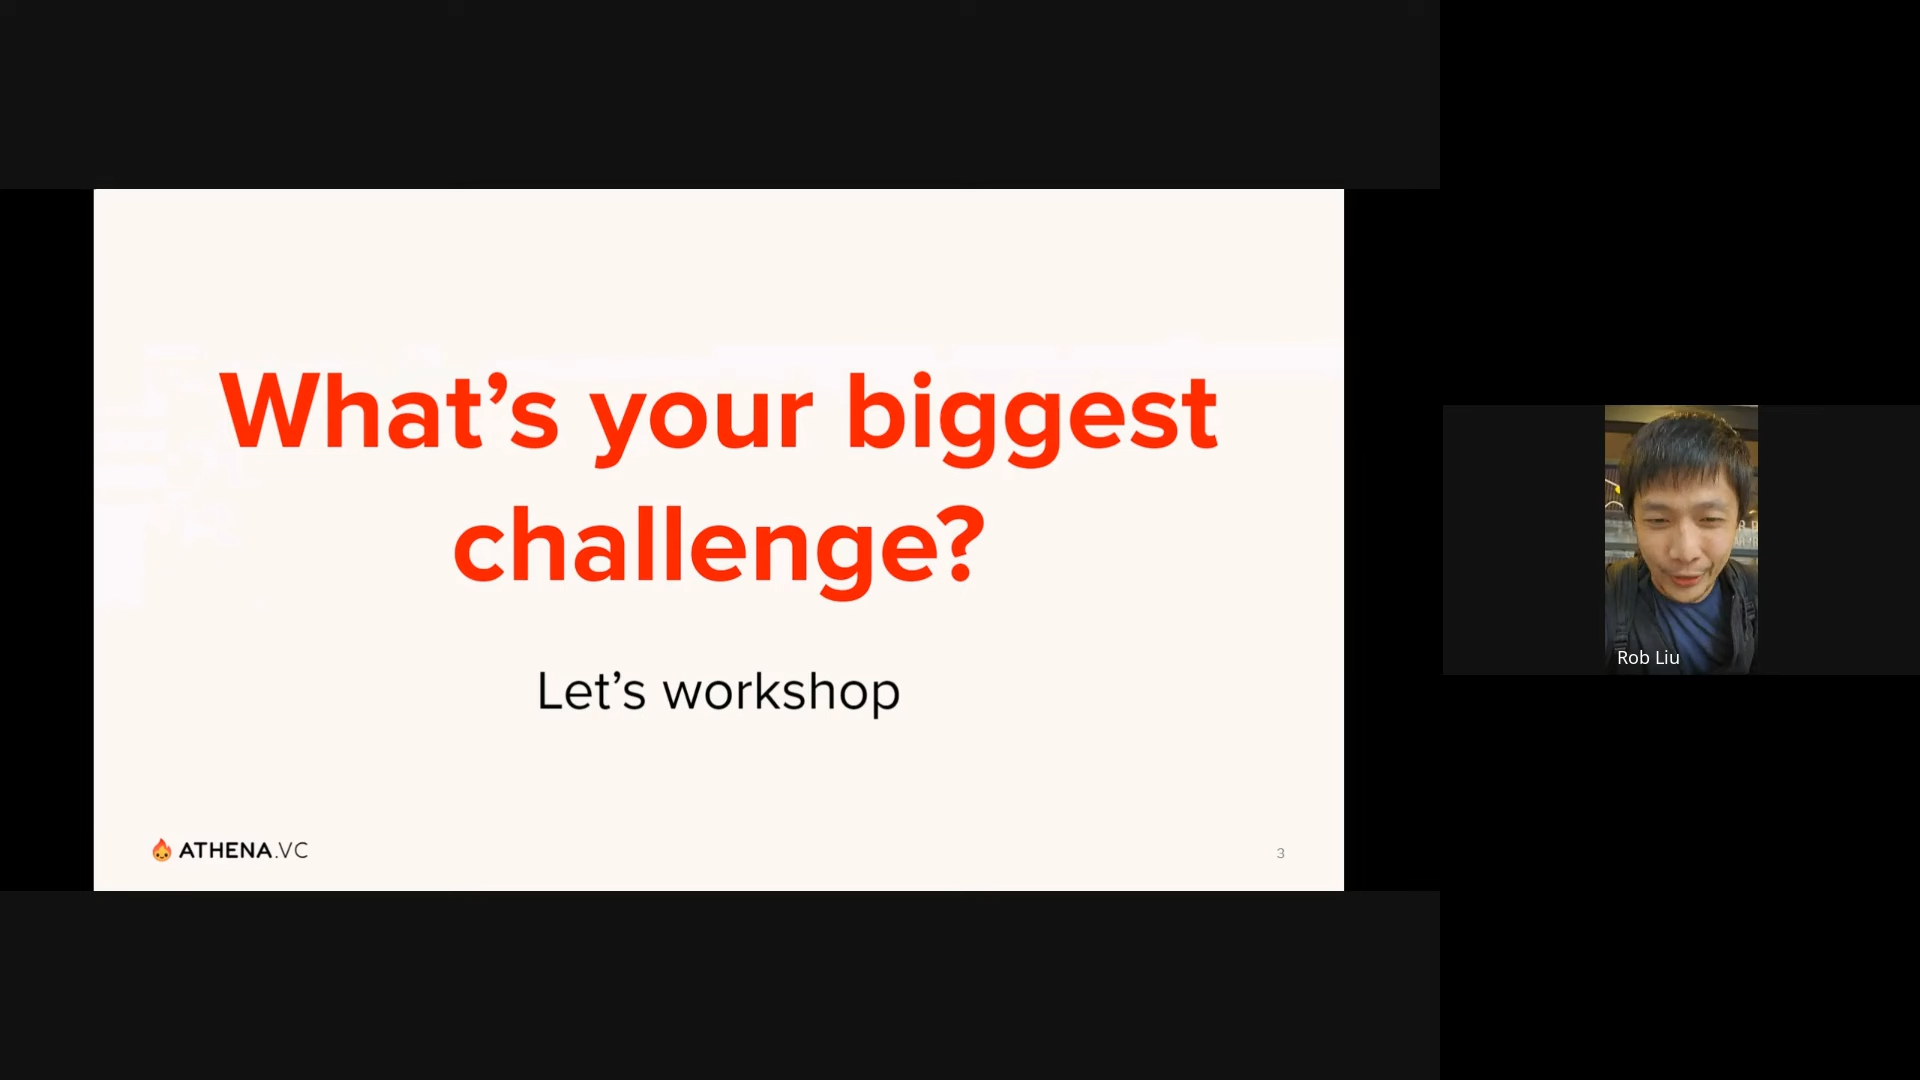 What’s your biggest
challenge?
Let’s workshop
ATHENA.VC
3
Rob Liu